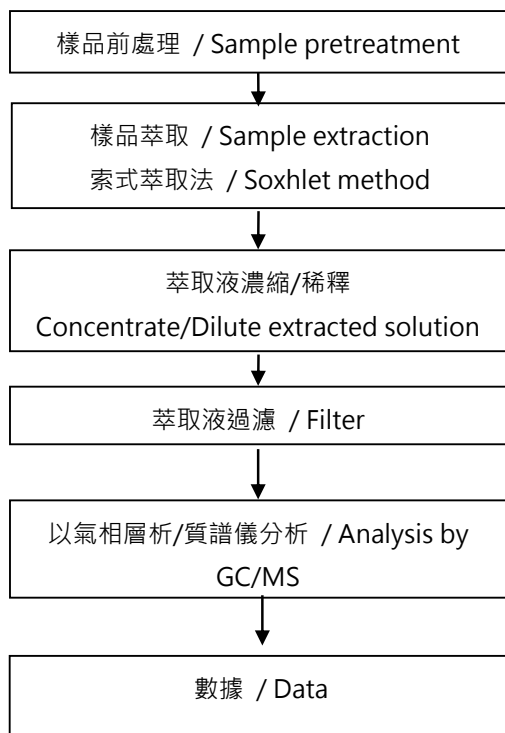 樣品前處理 / Sample pretreatment
樣品萃取 / Sample extraction
索式萃取法 / Soxhlet method
萃取液濃縮/稀釋
Concentrate/Dilute extracted solution
萃取液過濾 / Filter
以氣相層析/質譜儀分析 / Analysis by
GC/MS
數據 / Data